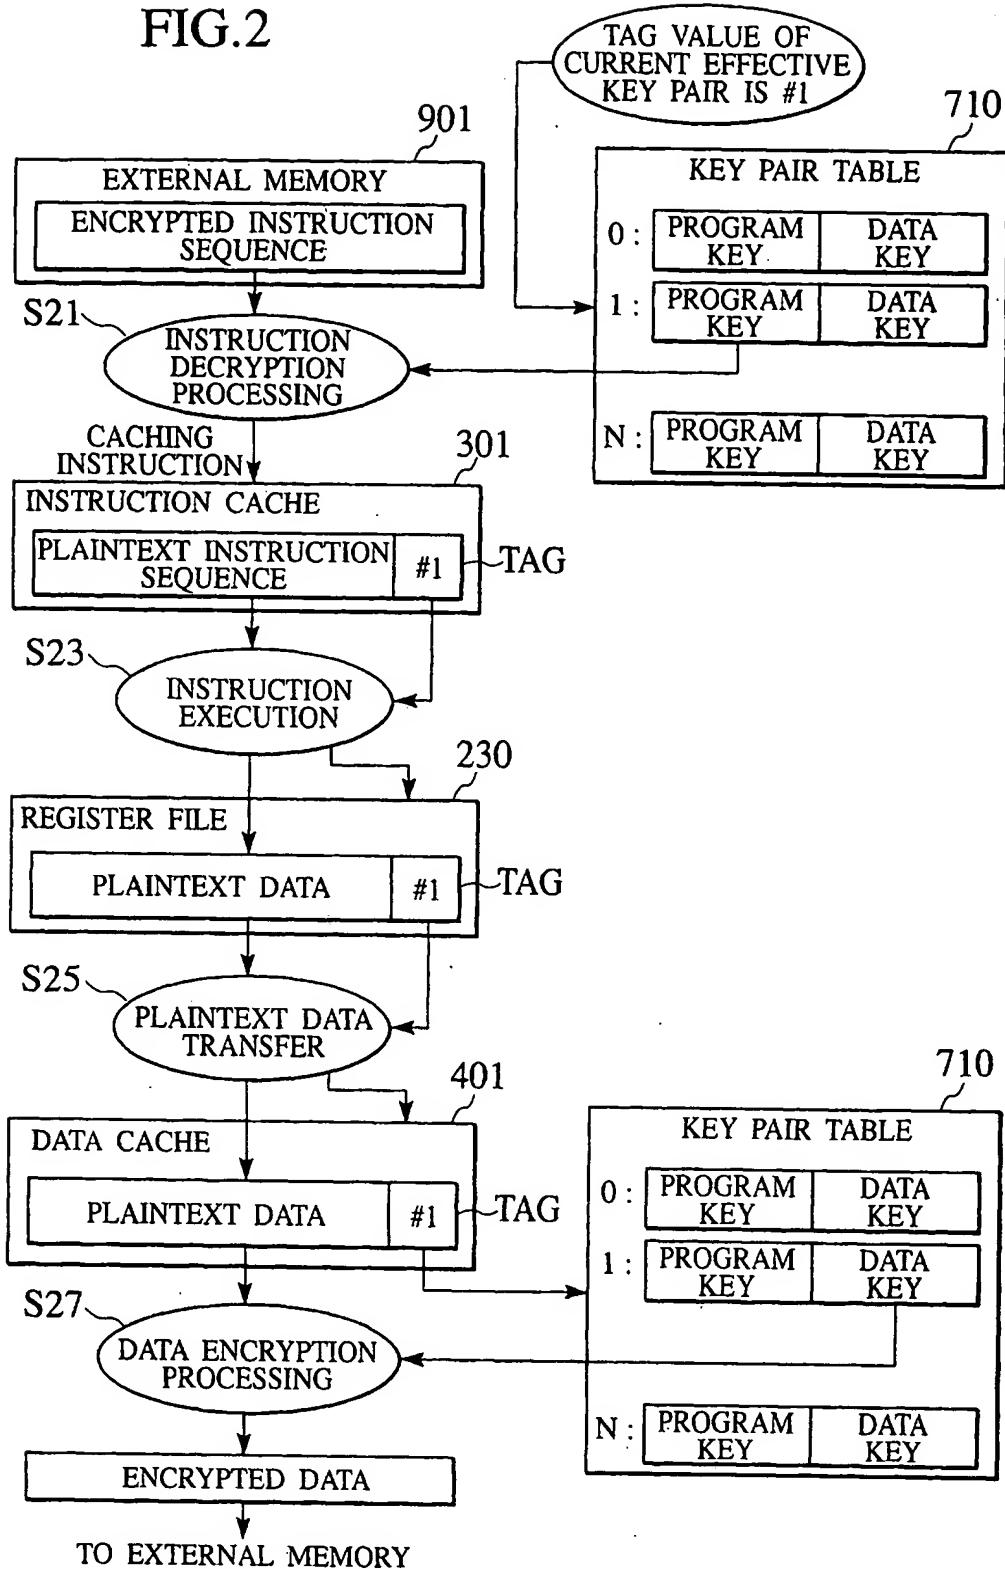 FIG.2
TAG VALUE OF
CURRENT EFFECTIVE
KEY PAIR IS #1
901
EXTERNAL MEMORY
ENCRYPTED INSTRUCTION
SEQUENCE
710
KEY PAIR TABLE
0 : PROGRAM KEY DATA KEY
1 : PROGRAM KEY DATA KEY
N : PROGRAM KEY DATA KEY
S21
INSTRUCTION
DECRYPTION
PROCESSING
CACHING
INSTRUCTION
301
INSTRUCTION CACHE
PLAINTEXT INSTRUCTION
SEQUENCE
#1
TAG
S23
INSTRUCTION
EXECUTION
230
REGISTER FILE
PLAINTEXT DATA
#1
TAG
S25
PLAINTEXT DATA
TRANSFER
401
DATA CACHE
PLAINTEXT DATA
#1
TAG
710
KEY PAIR TABLE
0 : PROGRAM KEY DATA KEY
1 : PROGRAM KEY DATA KEY
N : PROGRAM KEY DATA KEY
S27
DATA ENCRYPTION
PROCESSING
ENCRYPTED DATA
TO EXTERNAL MEMORY